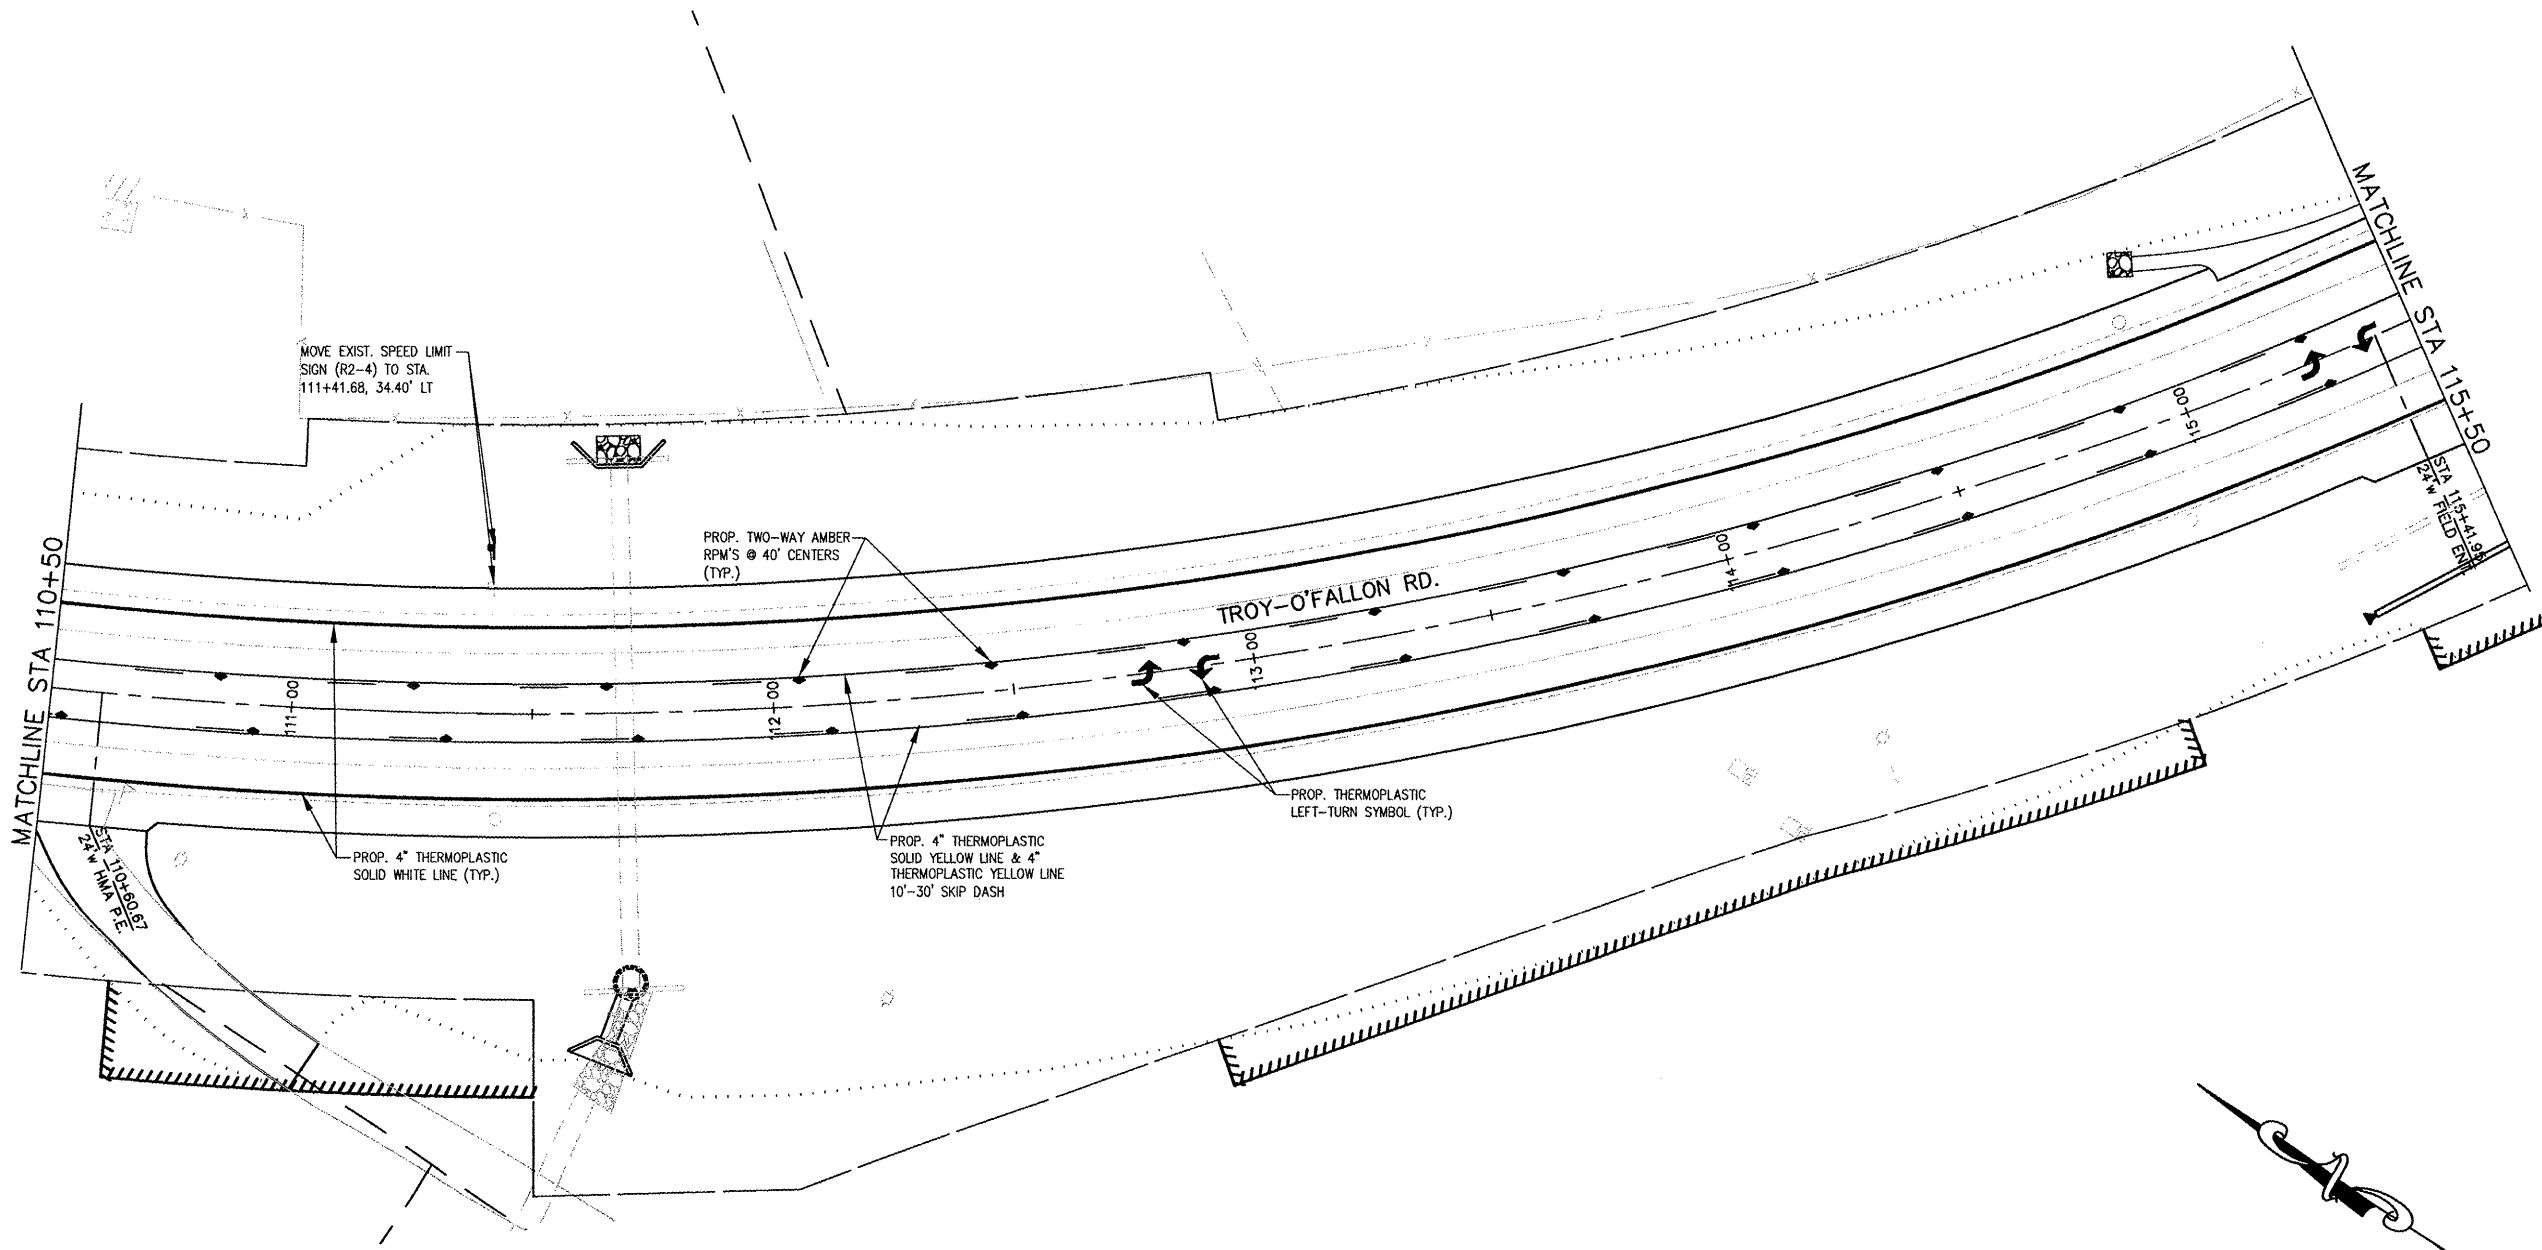 MOVE EXIST. SPEED LIMIT
SIGN (R2-4) TO STA.
111+41.68, 34.40' LT
PROP. TWO-WAY AMBER
RPM'S @ 40' CENTERS
(TYP.)
TROY-O'FALLON RD.
MATCHLINE STA 110+50
111+00
112+00
113+00
114+00
115+00
MATCHLINE STA 115+50
STA 115+41.95
24'w FIELD ENT.
STA 110+60.67
24'w HMA P.E.
PROP. 4" THERMOPLASTIC
SOLID WHITE LINE (TYP.)
PROP. 4" THERMOPLASTIC
SOLID YELLOW LINE & 4"
THERMOPLASTIC YELLOW LINE
10'-30' SKIP DASH
PROP. THERMOPLASTIC
LEFT-TURN SYMBOL (TYP.)